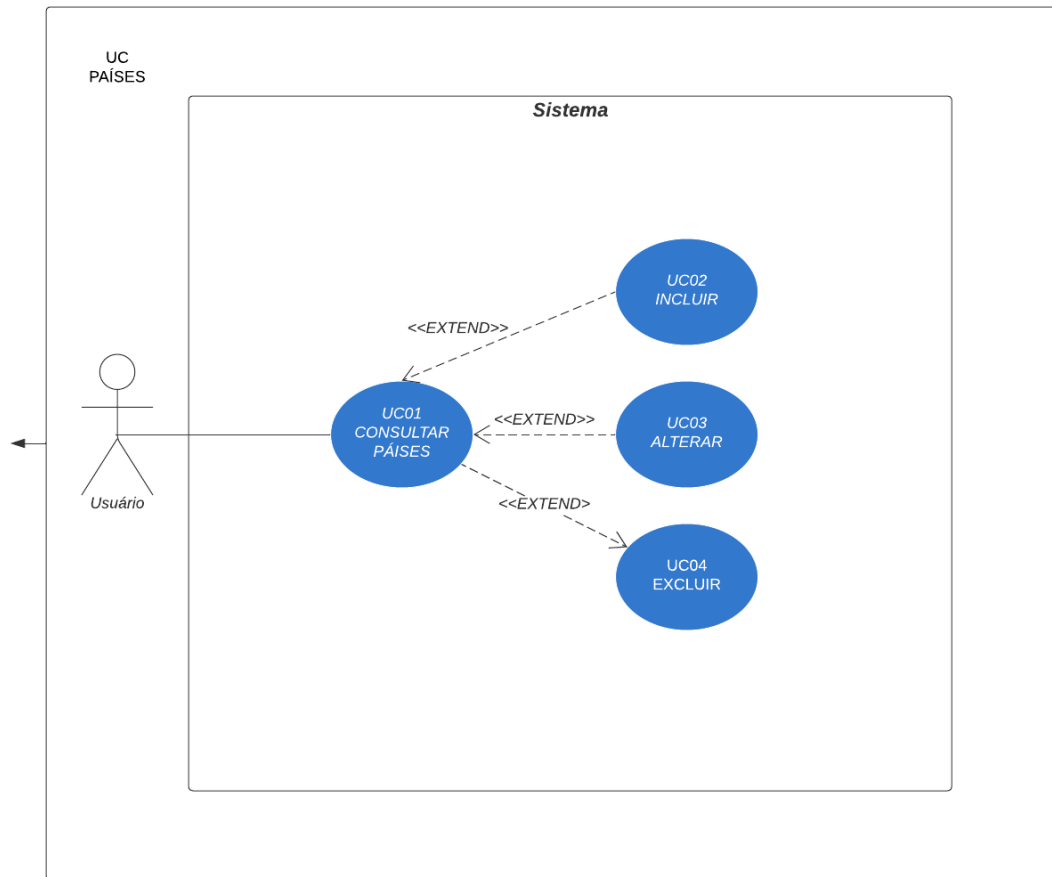 UC
PAÍSES
Sistema
UC02
INCLUIR
<<EXTEND>>
UC01
CONSULTAR
PÁISES
<<EXTEND>>
UC03
ALTERAR
<<EXTEND>
UC04
EXCLUIR
Usuário